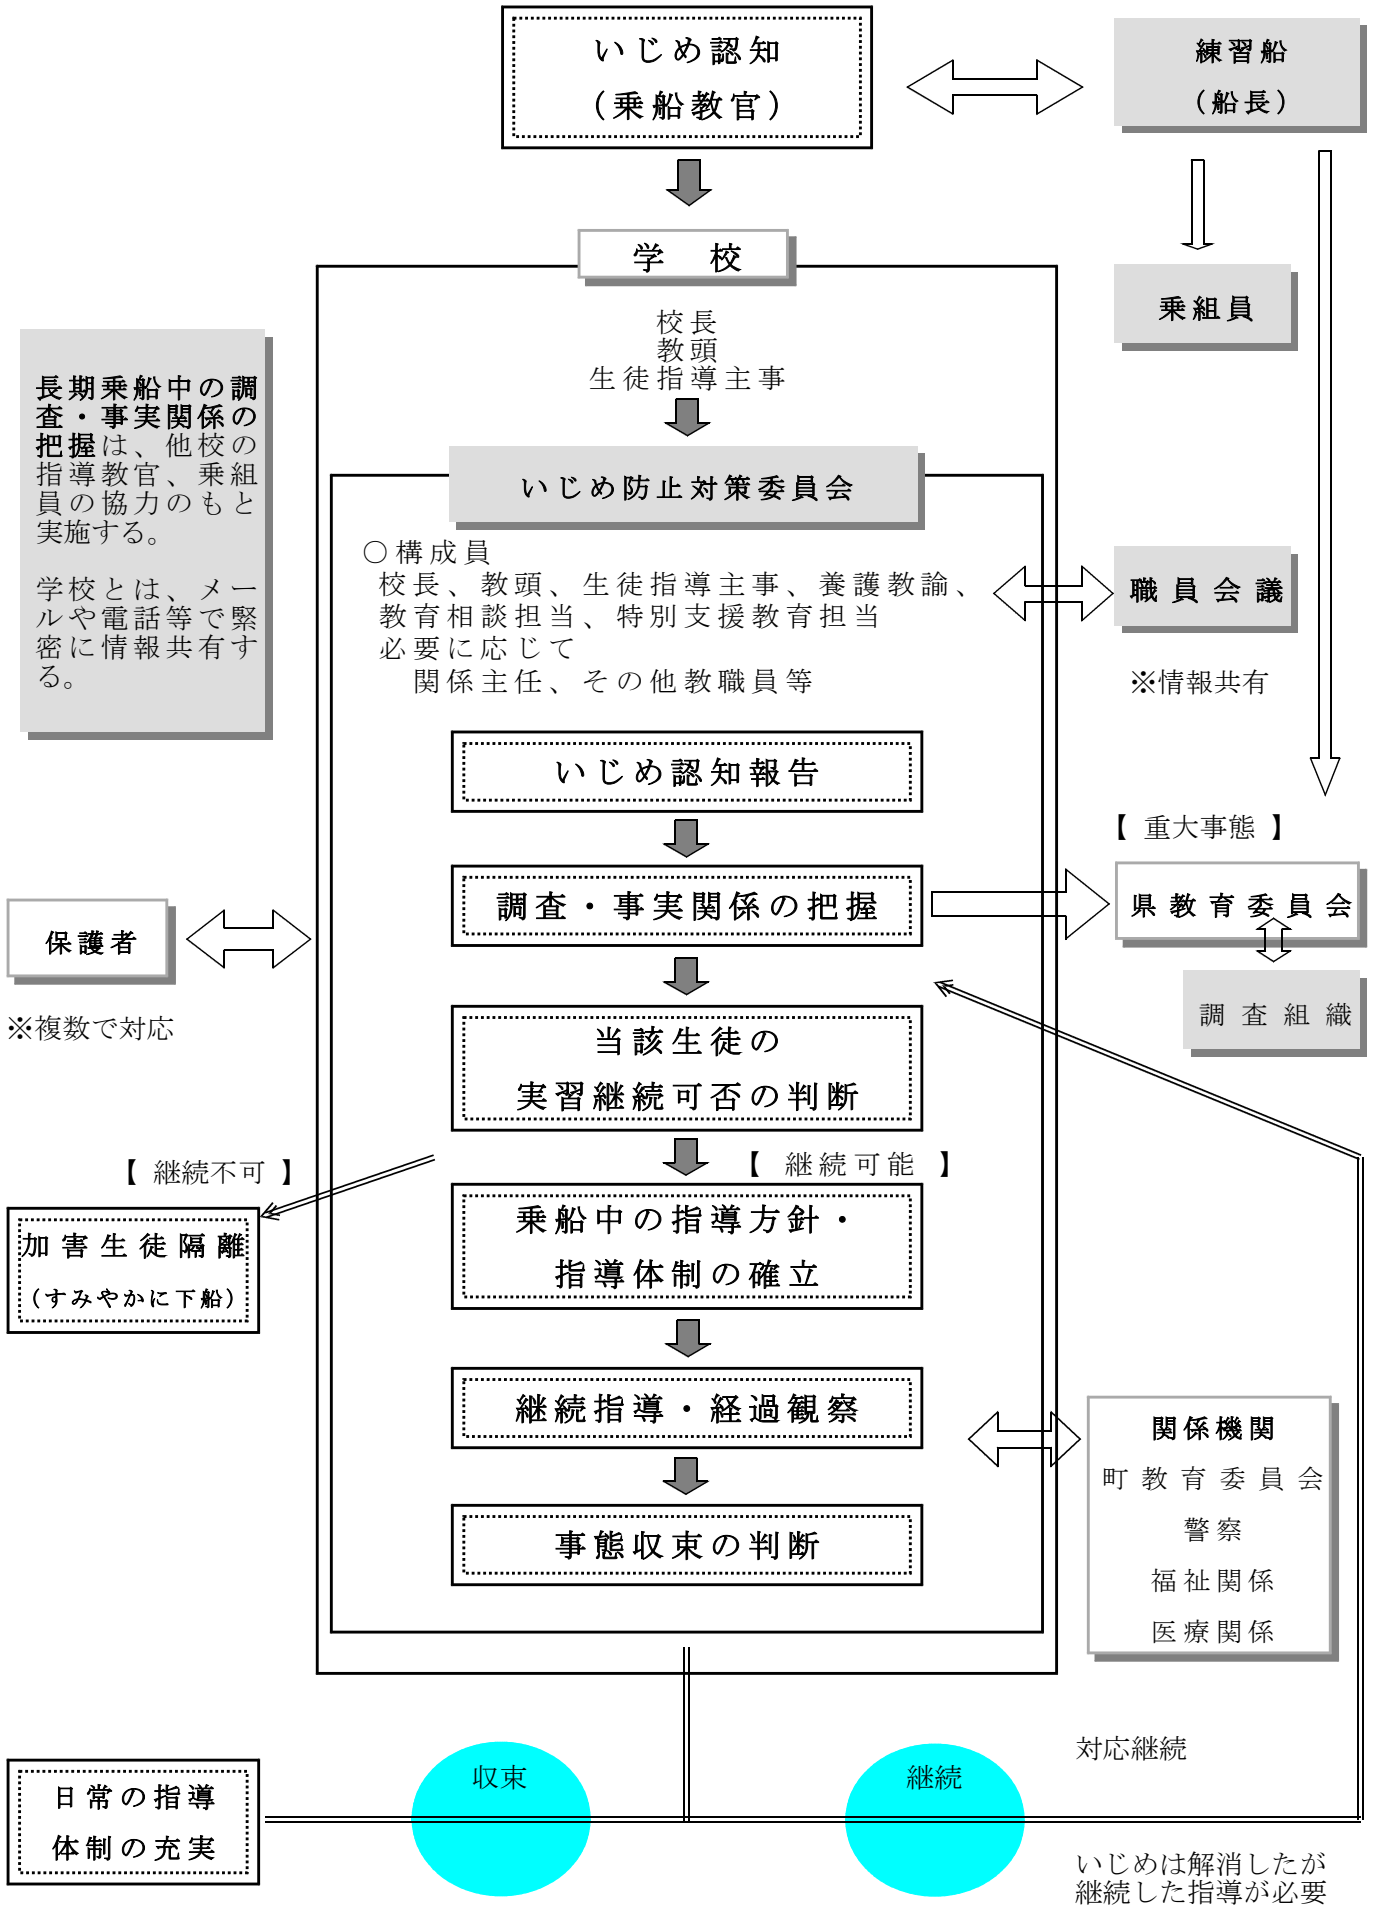 いじめ認知
（乗船教官）
練習船
（船長）
学　校
校長
教頭
生徒指導主事
乗組員
長期乗船中の調
査・事実関係の
把握は、他校の
指導教官、乗組
員の協力のもと
実施する。
学校とは、メー
ルや電話等で緊
密に情報共有す
る。
いじめ防止対策委員会
○構成員
校長、教頭、生徒指導主事、養護教諭、
教育相談担当、特別支援教育担当
必要に応じて
関係主任、その他教職員等
職員会議
※情報共有
いじめ認知報告
【 重大事態 】
調査・事実関係の把握
県教育委員会
保護者
※複数で対応
調査組織
当該生徒の
実習継続可否の判断
【 継続不可 】
【 継続可能 】
加害生徒隔離
（すみやかに下船）
乗船中の指導方針・
指導体制の確立
継続指導・経過観察
関係機関
町教育委員会
警察
福祉関係
医療関係
事態収束の判断
日常の指導
体制の充実
収束
継続
対応継続
いじめは解消したが
継続した指導が必要